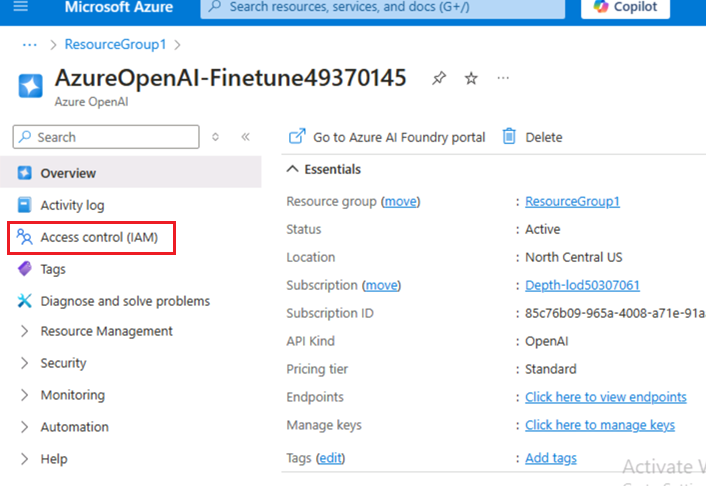 Microsoft Azure
Search resources, services, and docs (G+/)
Copilot
... > ResourceGroup1 >
AzureOpenAI-Finetune49370145
Azure OpenAI
Search
Go to Azure AI Foundry portal
Delete
Overview
Activity log
Access control (IAM)
Tags
Diagnose and solve problems
Resource Management
Security
Monitoring
Automation
Help
Essentials
Resource group (move) : ResourceGroup1
Status : Active
Location : North Central US
Subscription (move) : Depth-lod50307061
Subscription ID : 85c76b09-965a-4008-a71e-91a
API Kind : OpenAI
Pricing tier : Standard
Endpoints : Click here to view endpoints
Manage keys : Click here to manage keys
Tags (edit) : Add tags
Activate W